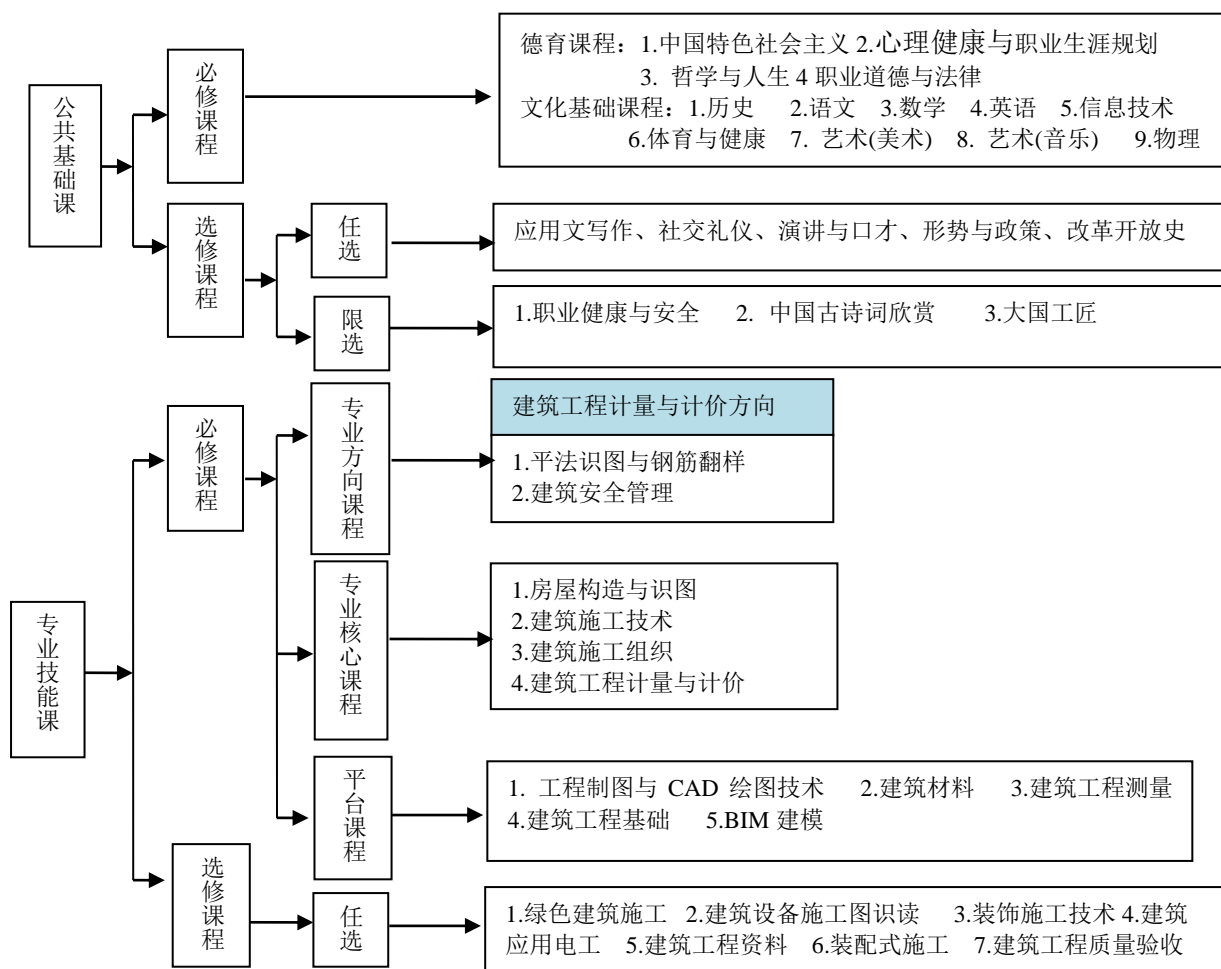 公共基础课
必修课程
德育课程：1.中国特色社会主义 2.心理健康与职业生涯规划
3. 哲学与人生 4 职业道德与法律
文化基础课程：1.历史 2.语文 3.数学 4.英语 5.信息技术
6.体育与健康 7. 艺术(美术) 8. 艺术(音乐) 9.物理
选修课程
任选
应用文写作、社交礼仪、演讲与口才、形势与政策、改革开放史
限选
1.职业健康与安全 2. 中国古诗词欣赏 3.大国工匠
专业技能课
必修课程
专业方向课程
建筑工程计量与计价方向
1.平法识图与钢筋翻样
2.建筑安全管理
专业核心课程
1.房屋构造与识图
2.建筑施工技术
3.建筑施工组织
4.建筑工程计量与计价
平台课程
1. 工程制图与 CAD 绘图技术 2.建筑材料 3.建筑工程测量
4.建筑工程基础 5.BIM 建模
选修课程
任选
1.绿色建筑施工 2.建筑设备施工图识读 3.装饰施工技术 4.建筑
应用电工 5.建筑工程资料 6.装配式施工 7.建筑工程质量验收